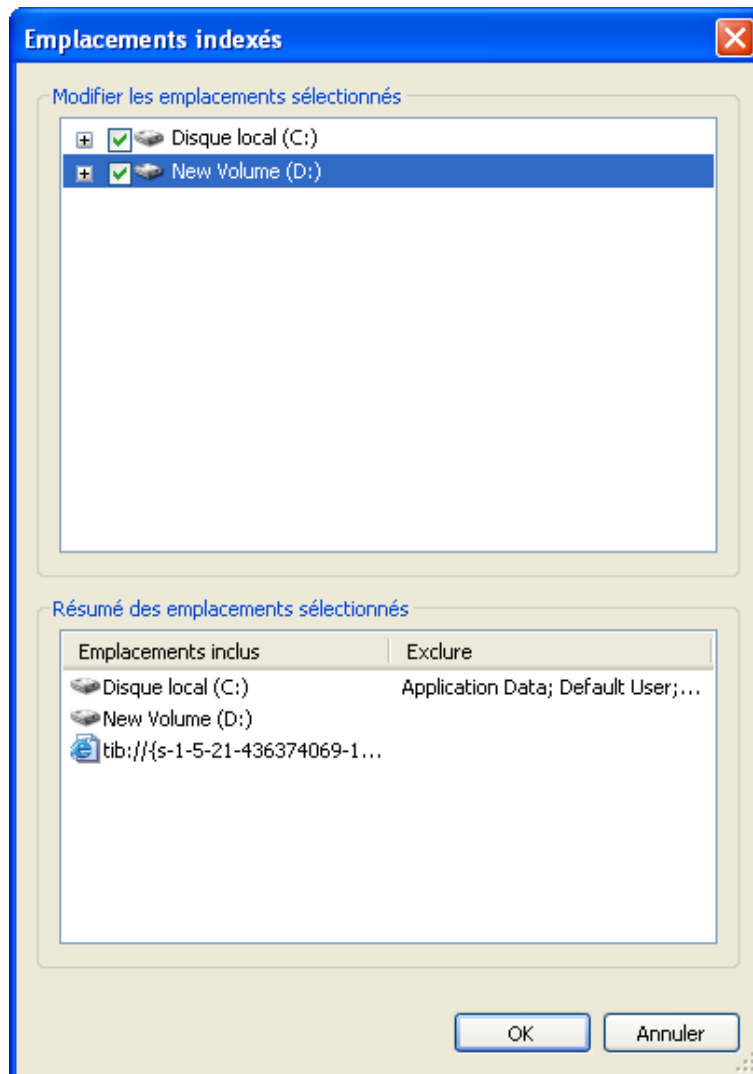 Emplacements indexés
Modifier les emplacements sélectionnés
Disque local (C:)
New Volume (D:)
Résumé des emplacements sélectionnés
Emplacements inclus Exclure
Disque local (C:) Application Data; Default User;...
New Volume (D:)
tib://{s-1-5-21-436374069-1...
OK Annuler